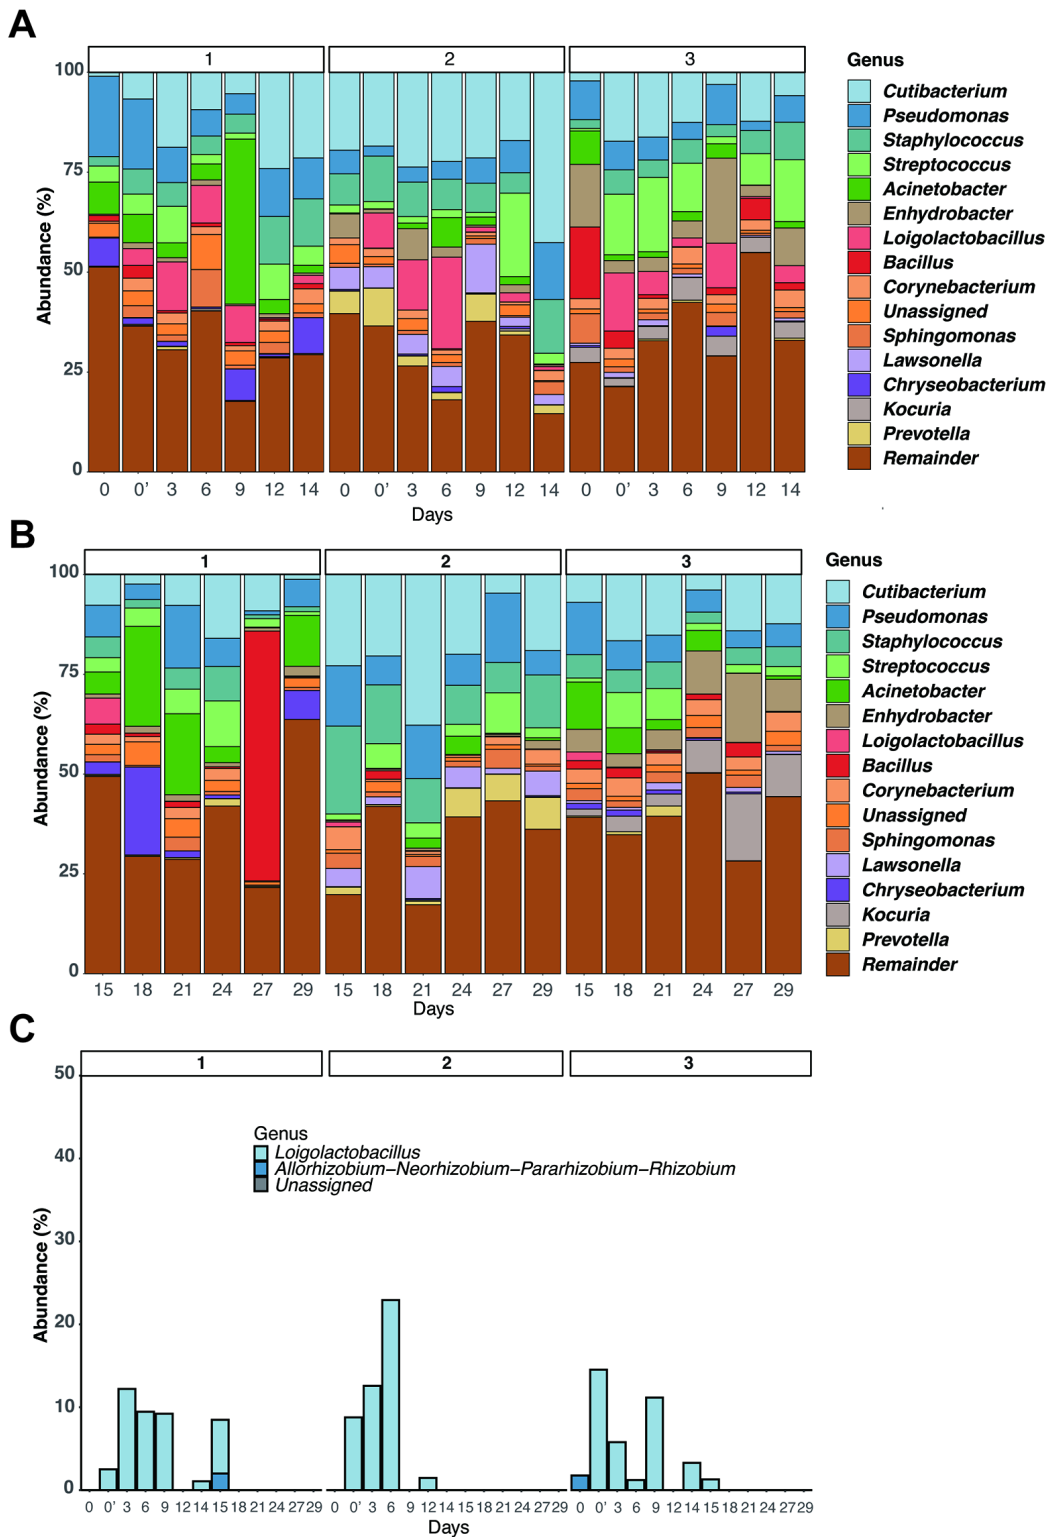 A
1 2 3
100
75
50
25
0
Abundance (%)
0 0' 3 6 9 12 14 0 0' 3 6 9 12 14 0 0' 3 6 9 12 14
Days
Genus
Cutibacterium
Pseudomonas
Staphylococcus
Streptococcus
Acinetobacter
Enhydrobacter
Loigolactobacillus
Bacillus
Corynebacterium
Unassigned
Sphingomonas
Lawsonella
Chryseobacterium
Kocuria
Prevotella
Remainder
B
1 2 3
100
75
50
25
0
Abundance (%)
15 18 21 24 27 29 15 18 21 24 27 29 15 18 21 24 27 29
Days
Genus
Cutibacterium
Pseudomonas
Staphylococcus
Streptococcus
Acinetobacter
Enhydrobacter
Loigolactobacillus
Bacillus
Corynebacterium
Unassigned
Sphingomonas
Lawsonella
Chryseobacterium
Kocuria
Prevotella
Remainder
C
1 2 3
50
40
30
20
10
0
Abundance (%)
Genus
Loigolactobacillus
Allorhizobium–Neorhizobium–Pararhizobium–Rhizobium
Unassigned
0 0' 3 6 9 12 14 15 18 21 24 27 29 0 0' 3 6 9 12 14 15 18 21 24 27 29 0 0' 3 6 9 12 14 15 18 21 24 27 29
Days